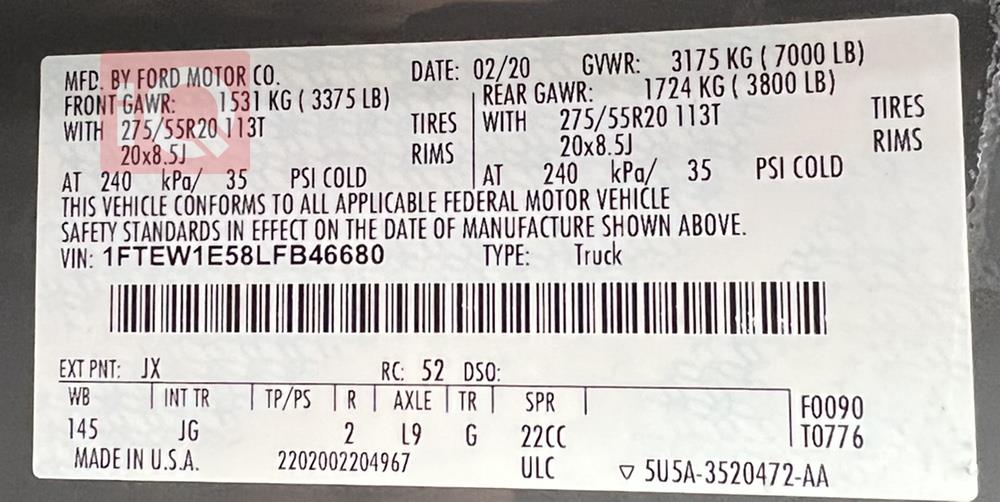 MFD. BY FORD MOTOR CO. DATE: 02/20 GVWR: 3175 KG ( 7000 LB)
FRONT GAWR: 1531 KG ( 3375 LB) REAR GAWR: 1724 KG ( 3800 LB)
WITH 275/55R20 113T TIRES WITH 275/55R20 113T TIRES
20x8.5J RIMS 20x8.5J RIMS
AT 240 kPa/ 35 PSI COLD AT 240 kPa/ 35 PSI COLD
THIS VEHICLE CONFORMS TO ALL APPLICABLE FEDERAL MOTOR VEHICLE
SAFETY STANDARDS IN EFFECT ON THE DATE OF MANUFACTURE SHOWN ABOVE.
VIN: 1FTEW1E58LFB46680 TYPE: Truck
EXT PNT: JX RC: 52 DSO:
WB INT TR TP/PS R AXLE TR SPR F0090
145 JG 2 L9 G 22CC T0776
MADE IN U.S.A. 2202002204967 ULC ▽ 5U5A-3520472-AA